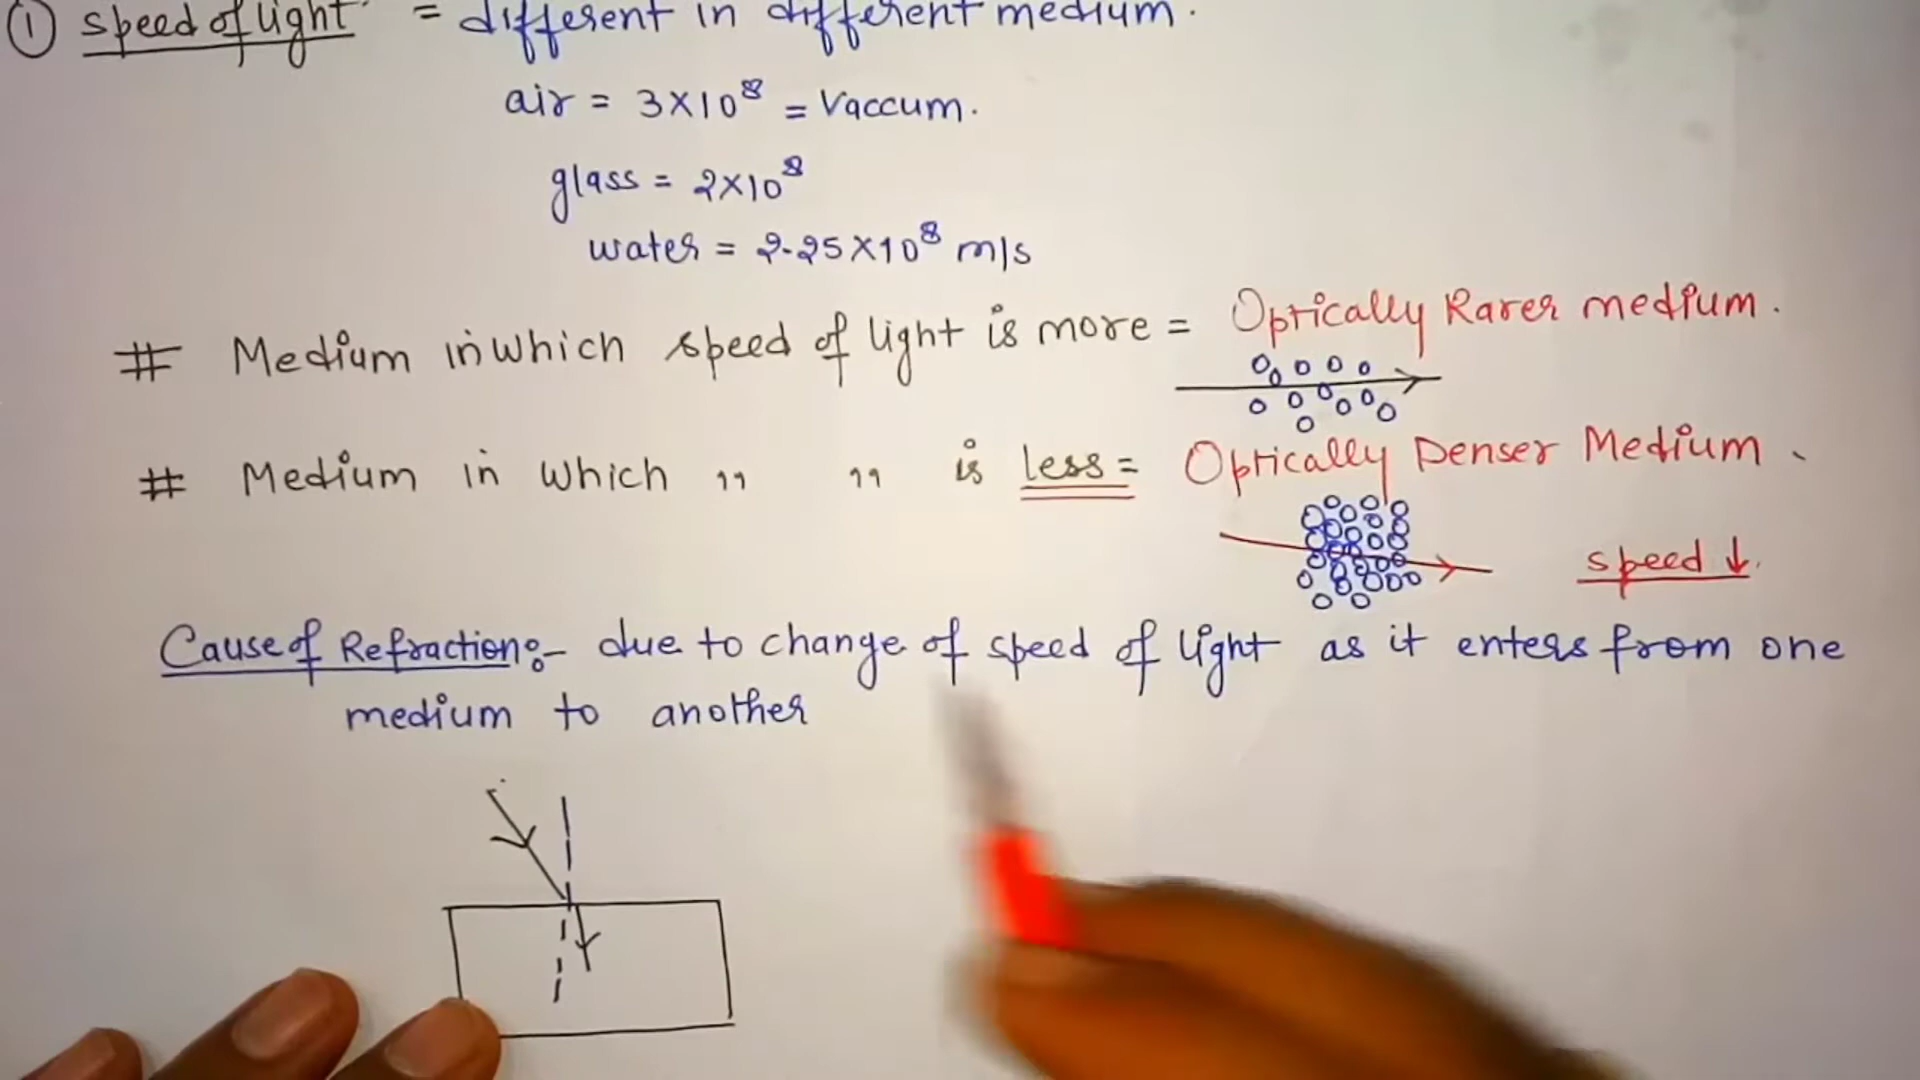 ① speed of light = different in different medium.
air = 3×10⁸ = Vaccum.
glass = 2×10⁸
water = 2.25×10⁸ m/s
# Medium in which speed of light is more = Optically Rarer medium.
# Medium in which ,, ,, is less = Optically Denser Medium.
speed ↓.
Cause of Refraction:- due to change of speed of light as it enters from one
medium to another